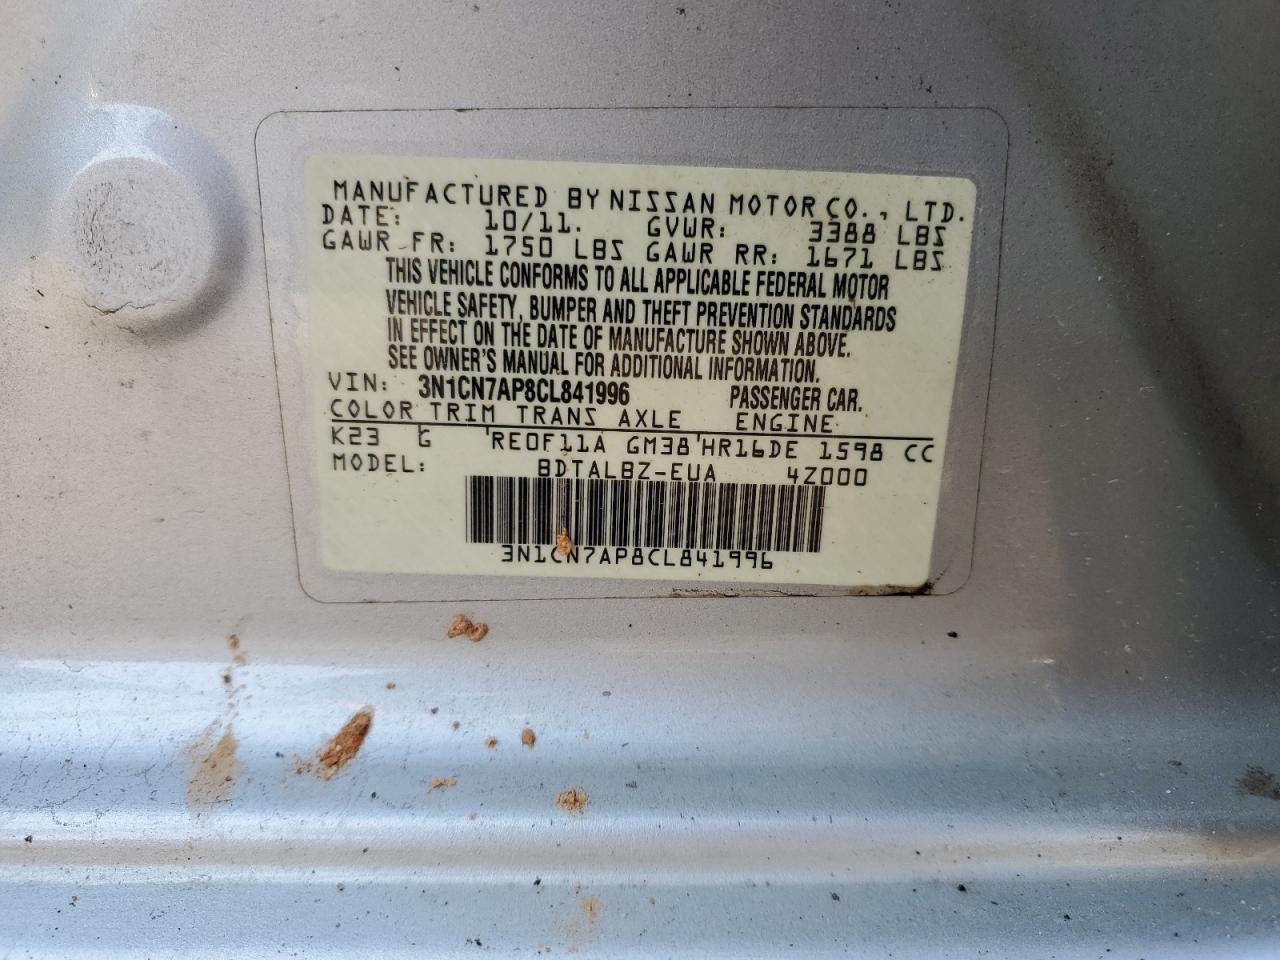 MANUFACTURED BY NISSAN MOTOR CO., LTD.
DATE: 10/11. GVWR: 3388 LBS
GAWR FR: 1750 LBS GAWR RR: 1671 LBS
THIS VEHICLE CONFORMS TO ALL APPLICABLE FEDERAL MOTOR
VEHICLE SAFETY, BUMPER AND THEFT PREVENTION STANDARDS
IN EFFECT ON THE DATE OF MANUFACTURE SHOWN ABOVE.
SEE OWNER'S MANUAL FOR ADDITIONAL INFORMATION.
VIN: 3N1CN7AP8CL841996 PASSENGER CAR.
COLOR TRIM TRANS AXLE ENGINE
K23 G RE0F11A GM38 HR16DE 1598 CC
MODEL: BDTALBZ-EUA 4Z000
3N1CN7AP8CL841996